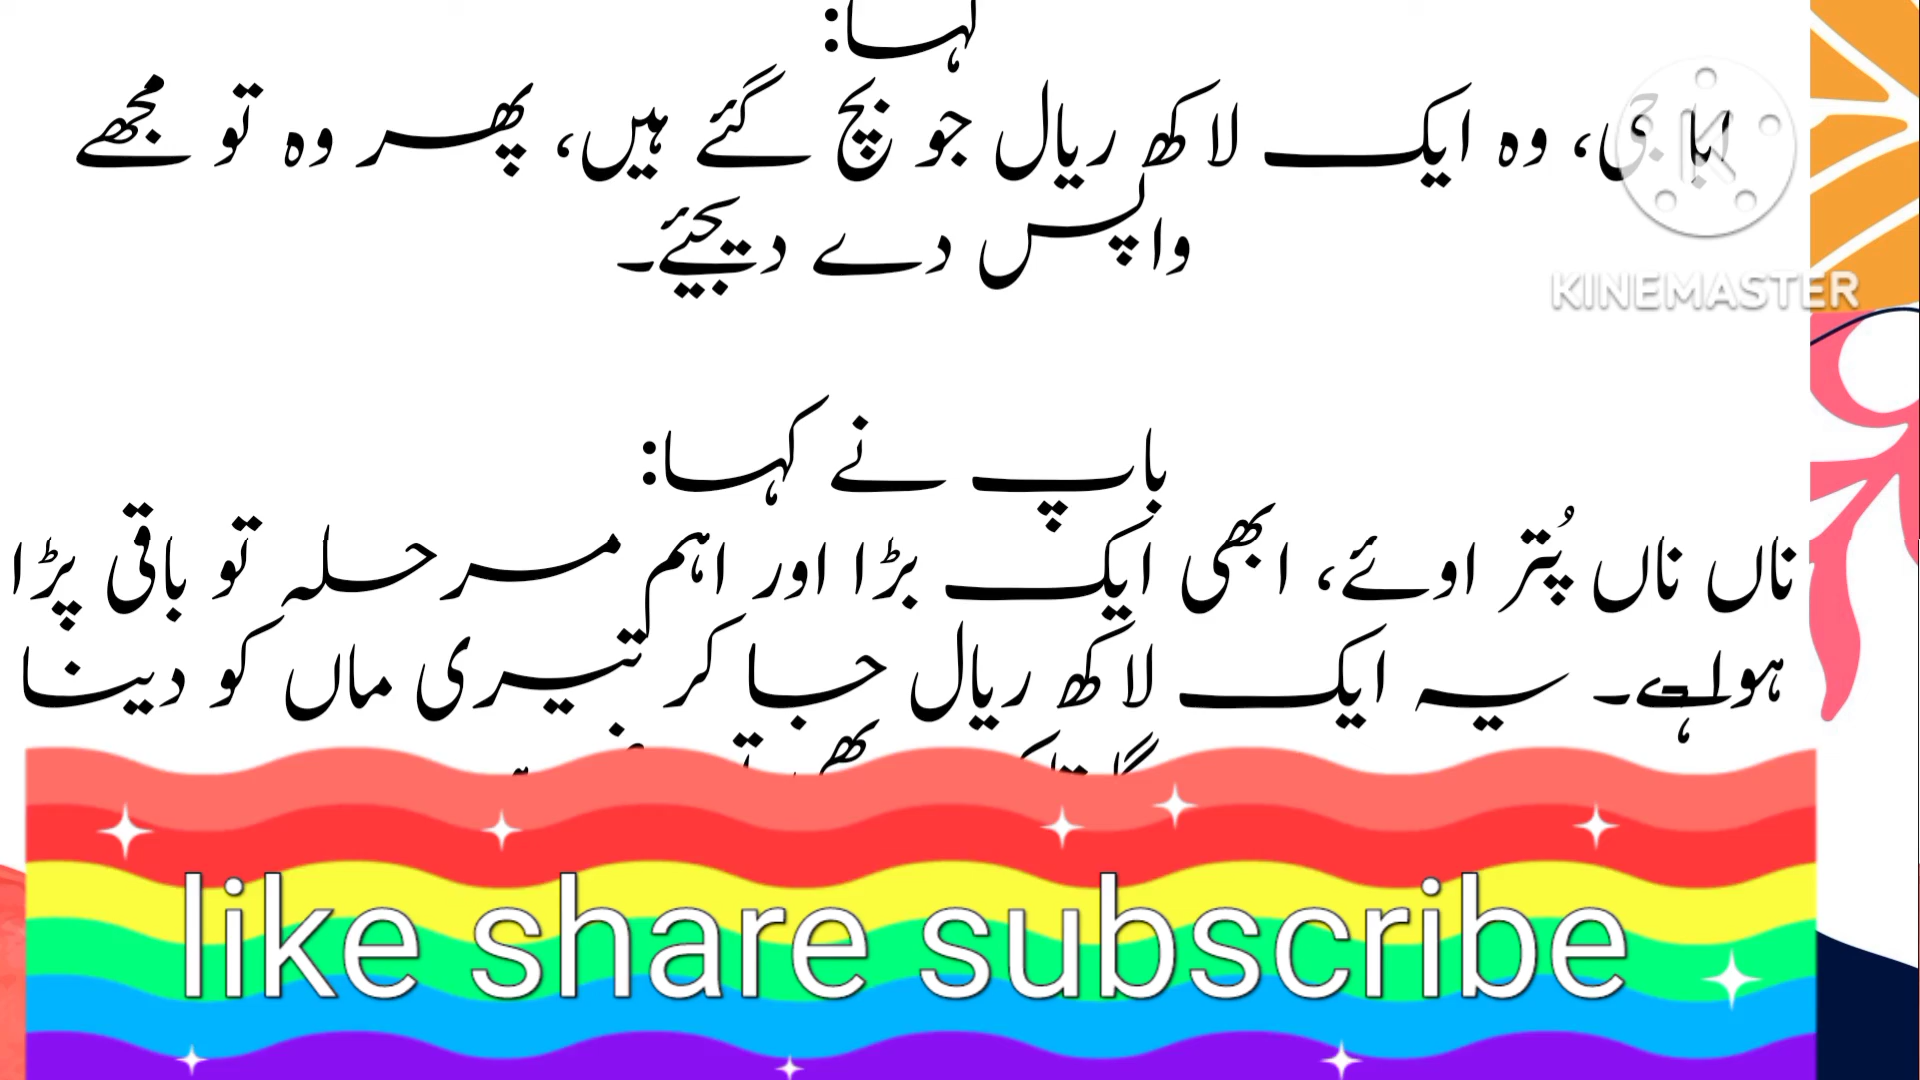 کہا:
ابا جی، وہ ایک لاکھ ریال جو بچ گئے ہیں، پھر وہ تو مجھے
واپس دے دیجئے۔
KINEMASTER
باپ نے کہا:
ناں ناں پُتر اوئے، ابھی ایک بڑا اور اہم مرحلہ تو باقی پڑا
ہوا ہے۔ یہ ایک لاکھ ریال جا کر تیری ماں کو دینا
like share subscribe